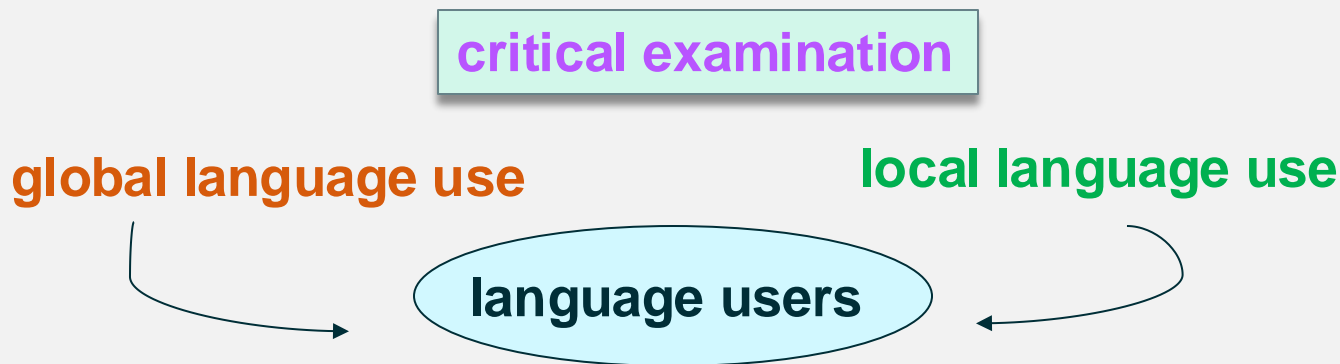 critical examination
global language use
local language use
language users